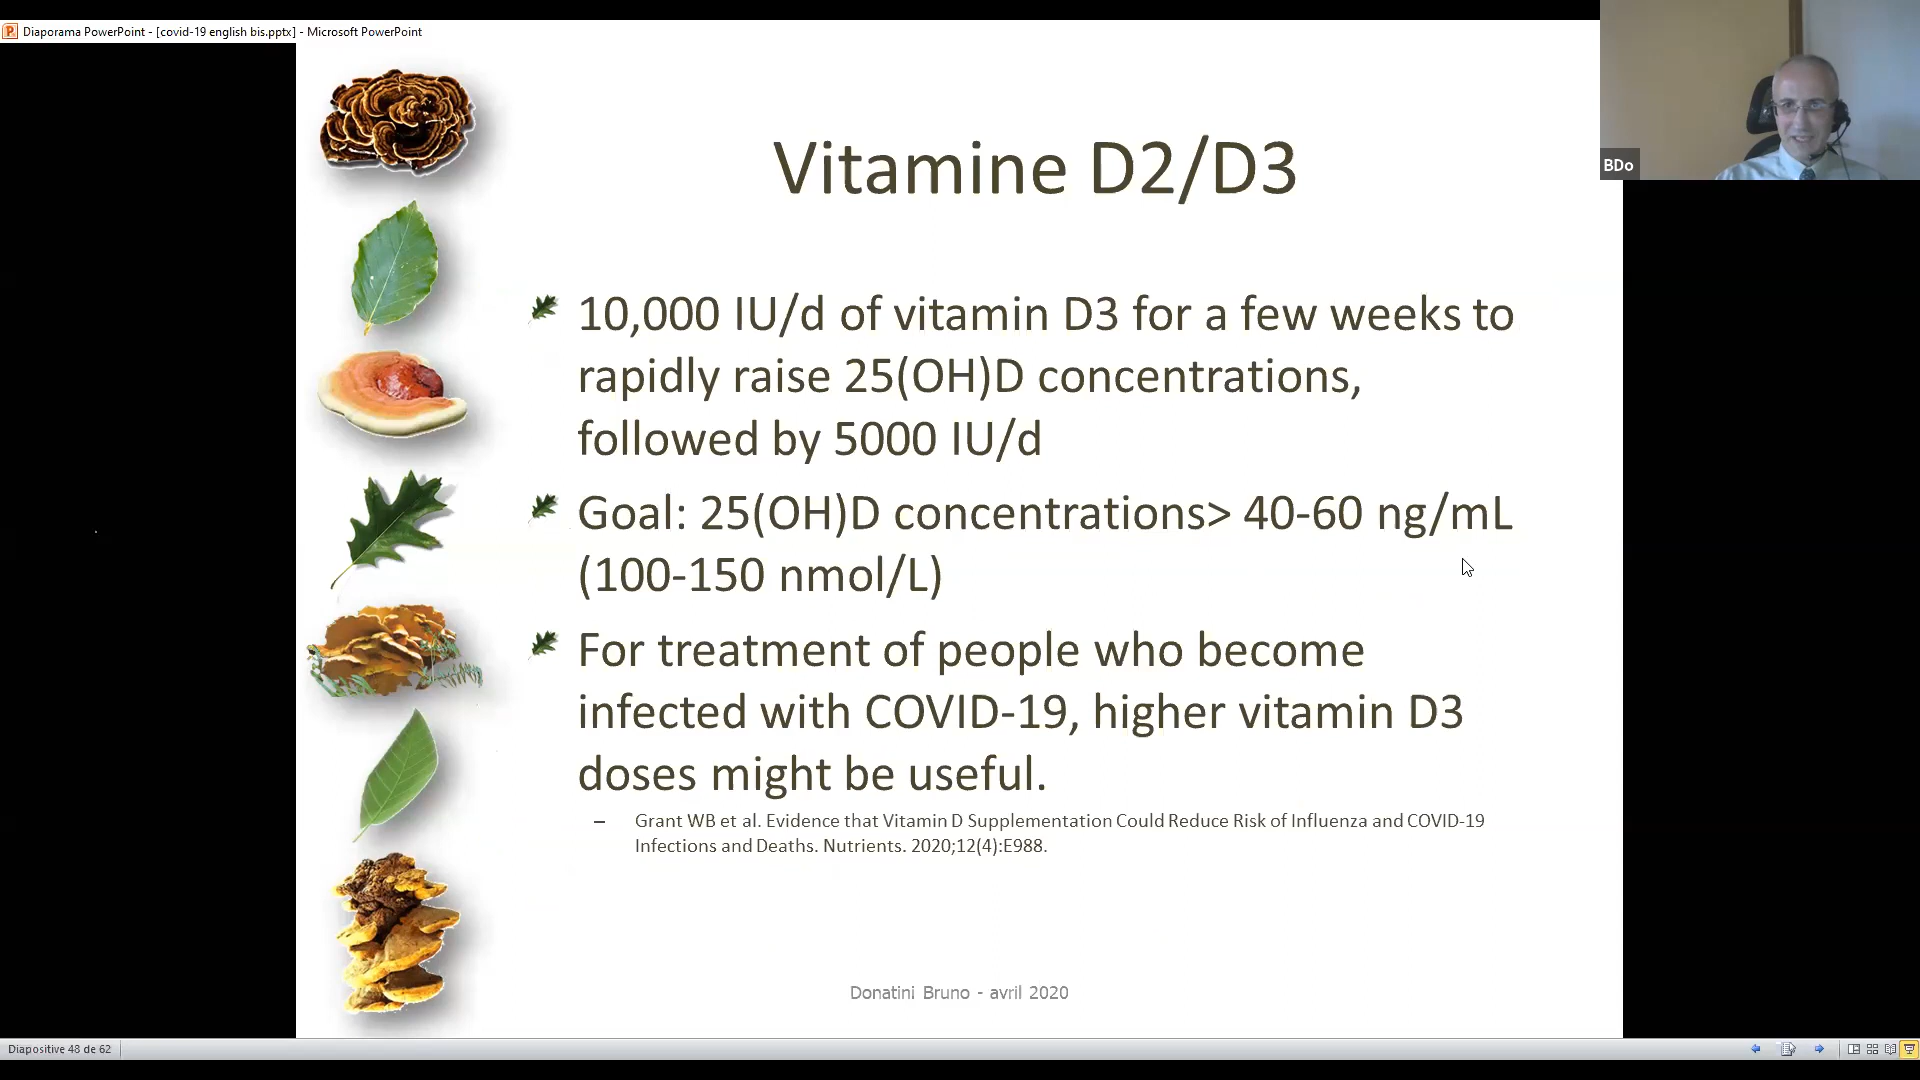 Diaporama PowerPoint - [covid-19 english bis.pptx] - Microsoft PowerPoint
BDo
Vitamine D2/D3
10,000 IU/d of vitamin D3 for a few weeks to
rapidly raise 25(OH)D concentrations,
followed by 5000 IU/d
Goal: 25(OH)D concentrations> 40-60 ng/mL
(100-150 nmol/L)
For treatment of people who become
infected with COVID-19, higher vitamin D3
doses might be useful.
– Grant WB et al. Evidence that Vitamin D Supplementation Could Reduce Risk of Influenza and COVID-19
Infections and Deaths. Nutrients. 2020;12(4):E988.
Donatini Bruno - avril 2020
Diapositive 48 de 62